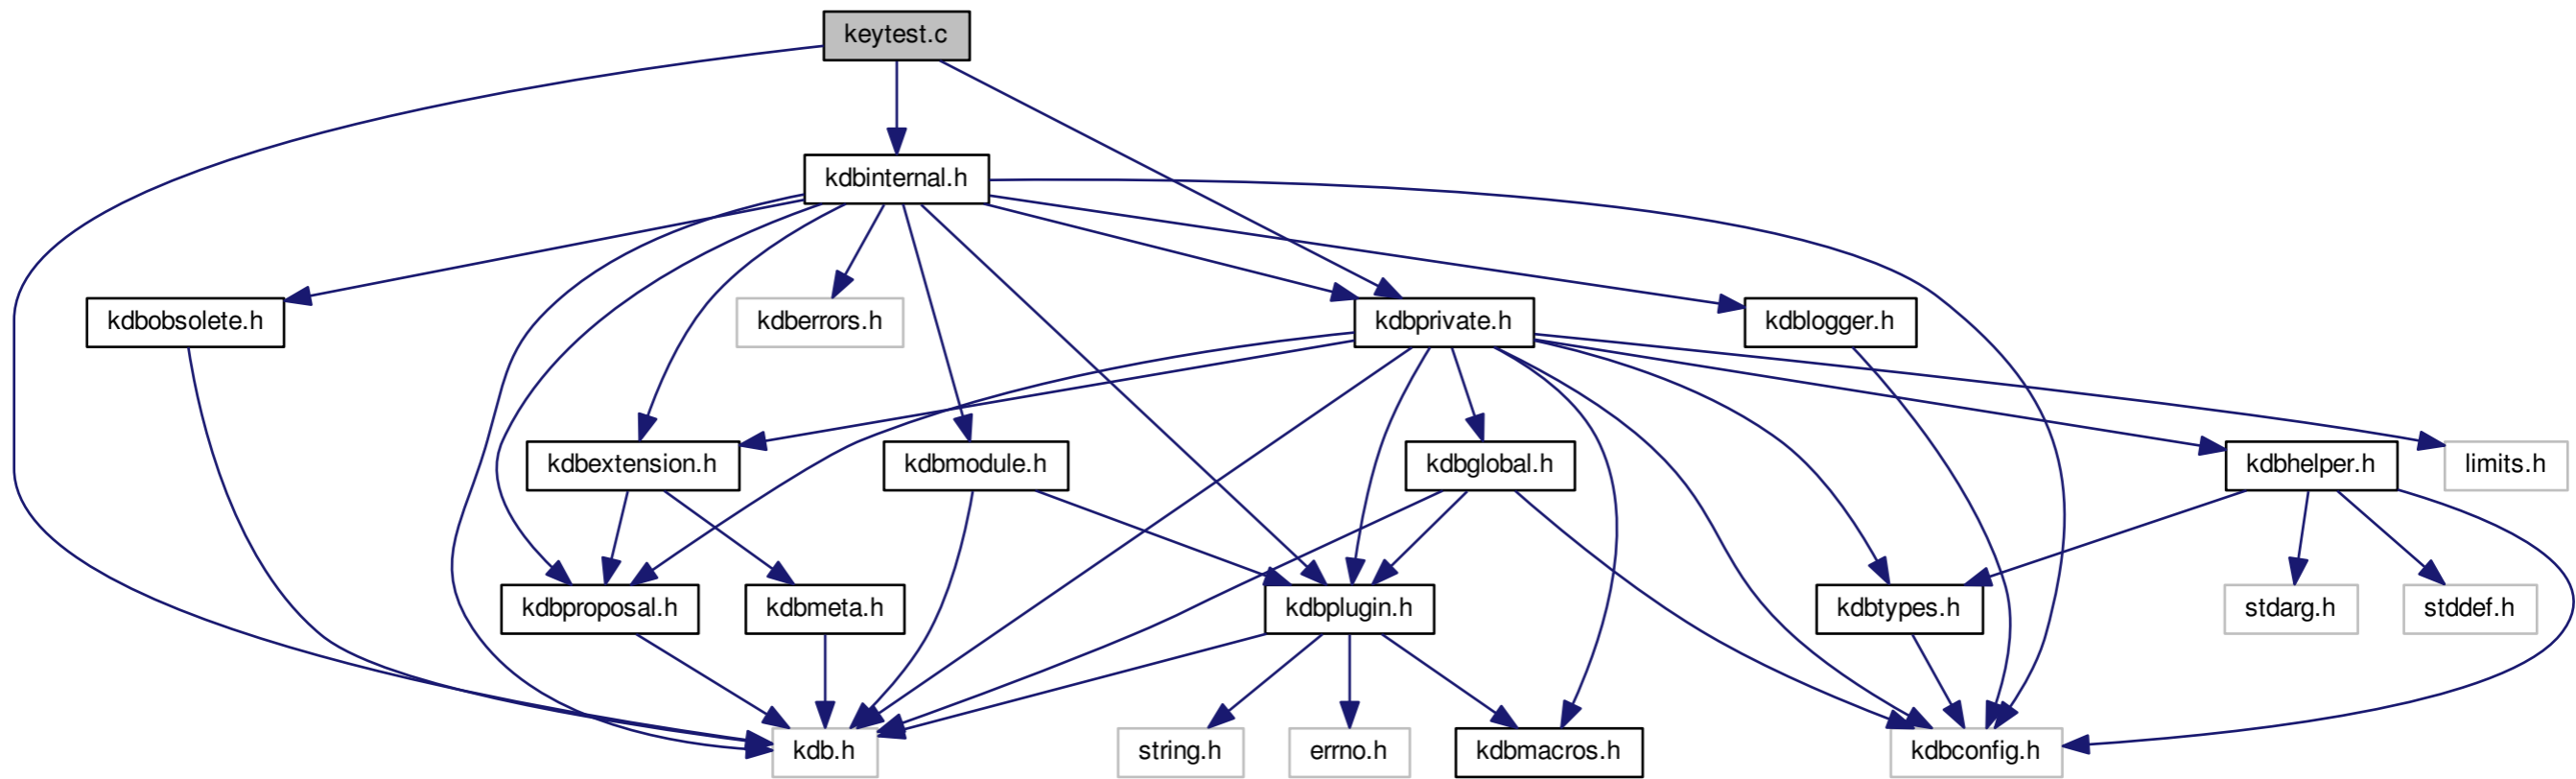 keytest.c
kdbinternal.h
kdbobsolete.h
kdberrors.h
kdbprivate.h
kdblogger.h
kdbextension.h
kdbmodule.h
kdbglobal.h
kdbhelper.h
limits.h
kdbproposal.h
kdbmeta.h
kdbplugin.h
kdbtypes.h
stdarg.h
stddef.h
kdb.h
string.h
errno.h
kdbmacros.h
kdbconfig.h